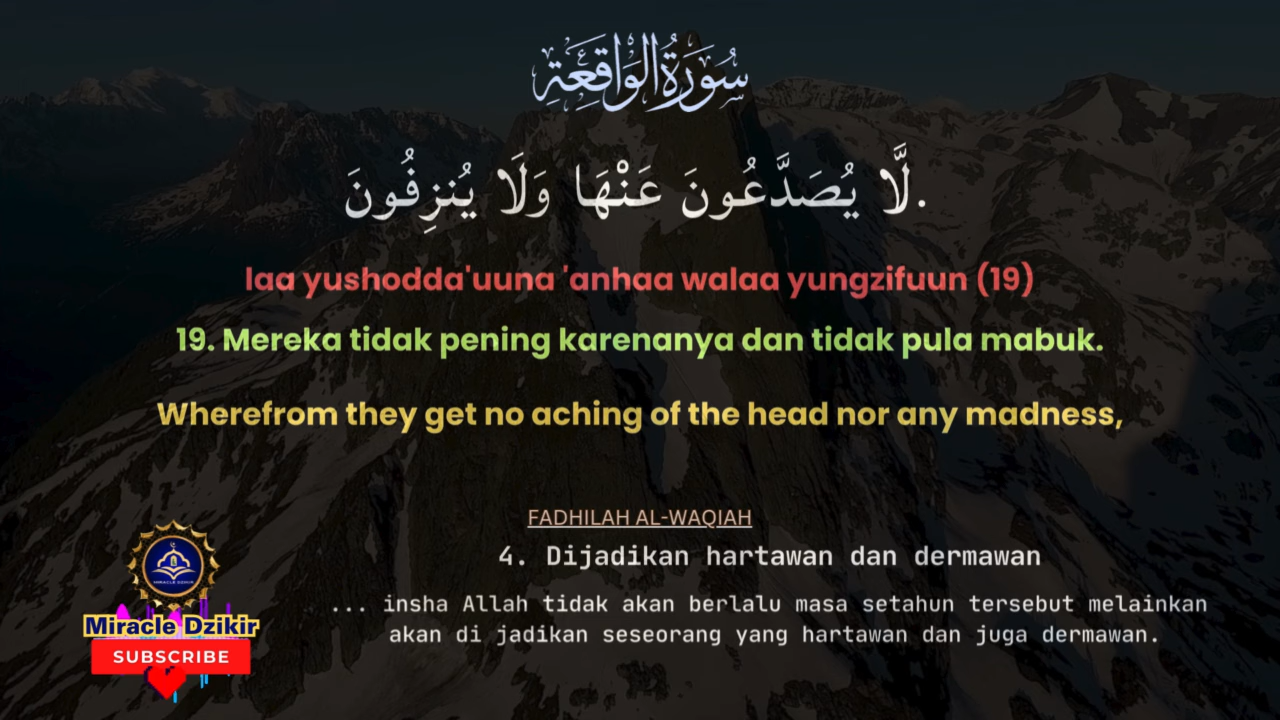 سُورَةُ الْوَاقِعَةِ
لَّا يُصَدَّعُونَ عَنْهَا وَلَا يُنزِفُونَ.
laa yushodda'uuna 'anhaa walaa yungzifuun (19)
19. Mereka tidak pening karenanya dan tidak pula mabuk.
Wherefrom they get no aching of the head nor any madness,
FADHILAH AL-WAQIAH
4. Dijadikan hartawan dan dermawan
... insha Allah tidak akan berlalu masa setahun tersebut melainkan
akan di jadikan seseorang yang hartawan dan juga dermawan.
MIRACLE DZIKIR
Miracle Dzikir
SUBSCRIBE